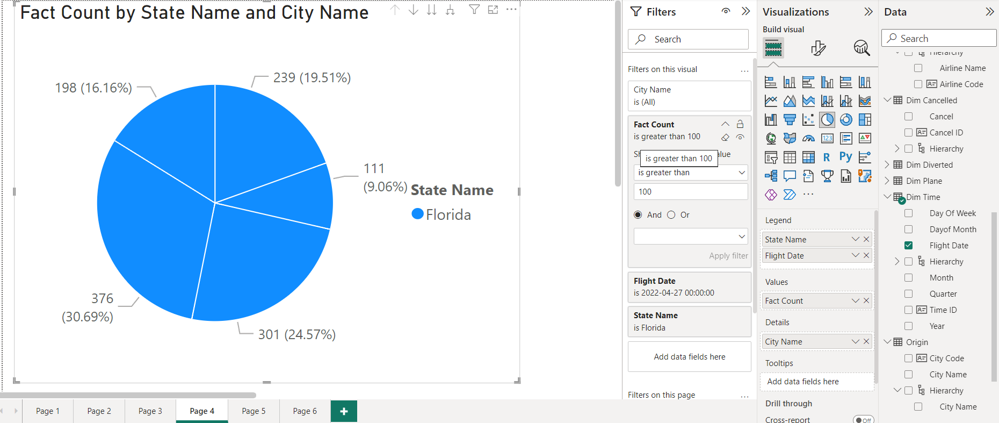 Fact Count by State Name and City Name
198 (16.16%)
239 (19.51%)
111
(9.06%)
State Name
Florida
376
(30.69%)
301 (24.57%)
Page 1
Page 2
Page 3
Page 4
Page 5
Page 6
+
Filters
Search
Filters on this visual
...
City Name
is (All)
Fact Count
is greater than 100
is greater than 100
is greater than
100
And
Or
Apply filter
Flight Date
is 2022-04-27 00:00:00
State Name
is Florida
Add data fields here
Filters on this page
...
Visualizations
Build visual
123
R
Py
...
Legend
State Name
Flight Date
Values
Fact Count
Details
City Name
Tooltips
Add data fields here
Drill through
Cross-report
Off
Data
Search
Hierarchy
Airline Name
Airline Code
Dim Cancelled
Cancel
Cancel ID
Hierarchy
Dim Diverted
Dim Plane
Dim Time
Day Of Week
Dayof Month
Flight Date
Hierarchy
Month
Quarter
Time ID
Year
Origin
City Code
City Name
Hierarchy
City Name